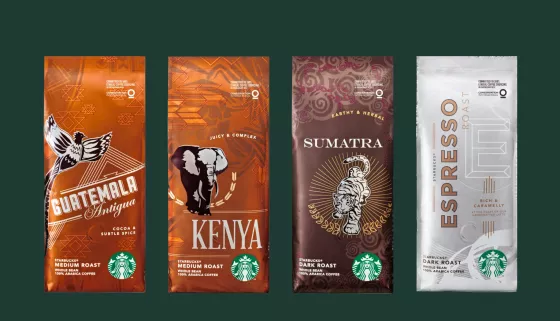 GUATEMALA
Antigua
COCOA &
SUBTLE SPICE
STARBUCKS®
MEDIUM ROAST
WHOLE BEAN
100% ARABICA COFFEE
JUICY & COMPLEX
KENYA
STARBUCKS®
MEDIUM ROAST
WHOLE BEAN
100% ARABICA COFFEE
EARTHY & HERBAL
SUMATRA
STARBUCKS®
DARK ROAST
WHOLE BEAN
100% ARABICA COFFEE
STARBUCKS®
ESPRESSO
ROAST
RICH &
CARAMELLY
STARBUCKS®
DARK ROAST
WHOLE BEAN
100% ARABICA COFFEE